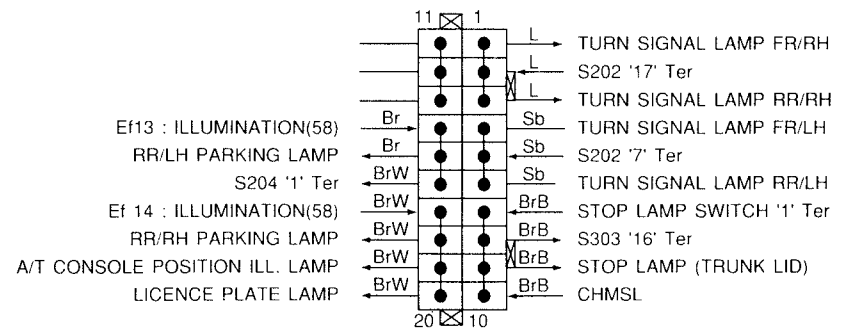 11 1
L TURN SIGNAL LAMP FR/RH
L S202 '17' Ter
L TURN SIGNAL LAMP RR/RH
Ef13 : ILLUMINATION(58) Br Sb TURN SIGNAL LAMP FR/LH
RR/LH PARKING LAMP Br Sb S202 '7' Ter
S204 '1' Ter BrW Sb TURN SIGNAL LAMP RR/LH
Ef 14 : ILLUMINATION(58) BrW BrB STOP LAMP SWITCH '1' Ter
RR/RH PARKING LAMP BrW BrB S303 '16' Ter
A/T CONSOLE POSITION ILL. LAMP BrW BrB STOP LAMP (TRUNK LID)
LICENCE PLATE LAMP BrW BrB CHMSL
20 10